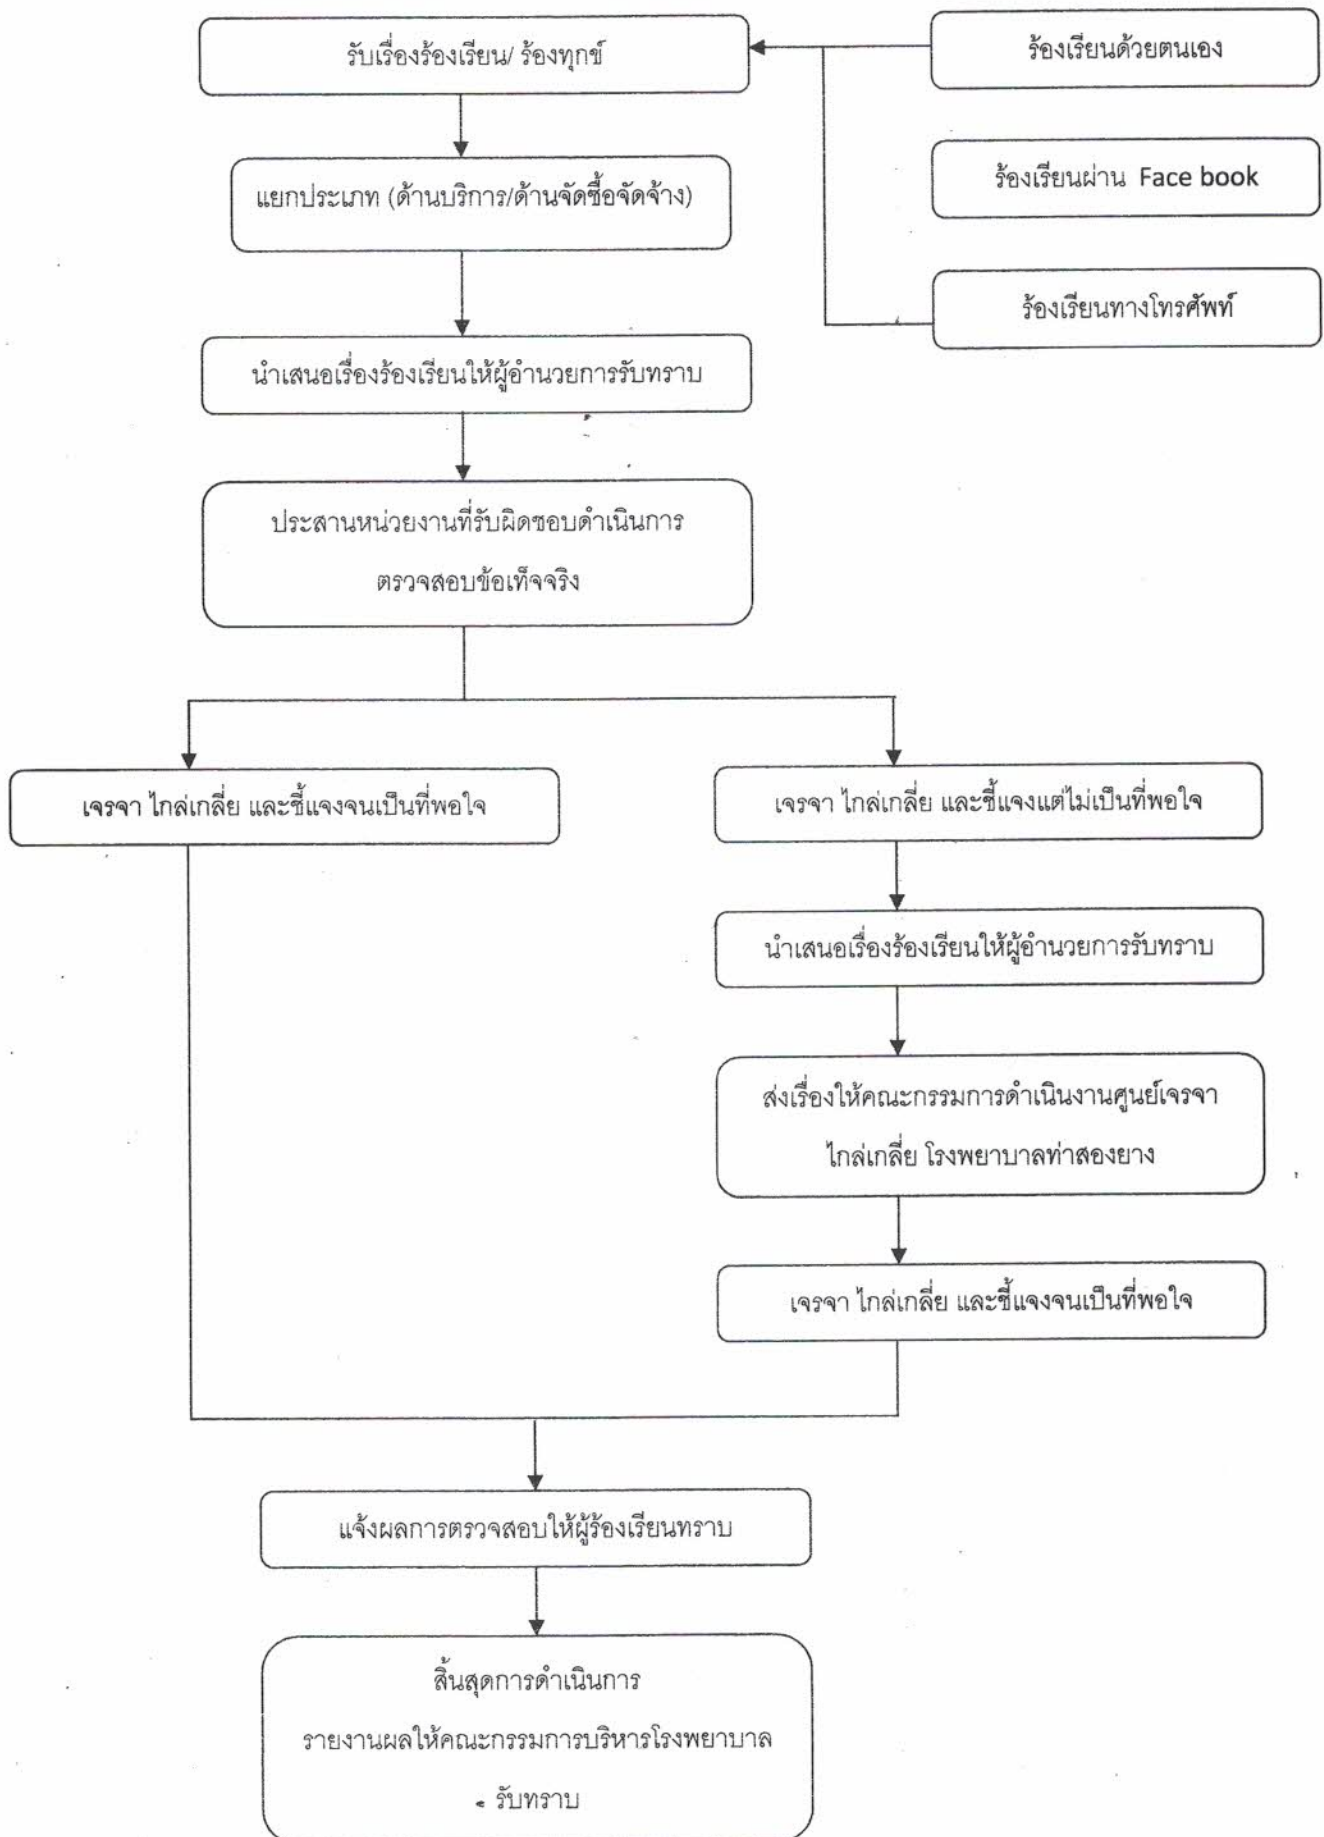 รับเรื่องร้องเรียน/ ร้องทุกข์
ร้องเรียนด้วยตนเอง
แยกประเภท (ด้านบริการ/ด้านจัดซื้อจัดจ้าง)
ร้องเรียนผ่าน Face book
ร้องเรียนทางโทรศัพท์
นำเสนอเรื่องร้องเรียนให้ผู้อำนวยการรับทราบ
ประสานหน่วยงานที่รับผิดชอบดำเนินการ
ตรวจสอบข้อเท็จจริง
เจรจา ไกล่เกลี่ย และชี้แจงจนเป็นที่พอใจ
เจรจา ไกล่เกลี่ย และชี้แจงแต่ไม่เป็นที่พอใจ
นำเสนอเรื่องร้องเรียนให้ผู้อำนวยการรับทราบ
ส่งเรื่องให้คณะกรรมการดำเนินงานศูนย์เจรจา
ไกล่เกลี่ย โรงพยาบาลท่าสองยาง
เจรจา ไกล่เกลี่ย และชี้แจงจนเป็นที่พอใจ
แจ้งผลการตรวจสอบให้ผู้ร้องเรียนทราบ
สิ้นสุดการดำเนินการ
รายงานผลให้คณะกรรมการบริหารโรงพยาบาล
รับทราบ